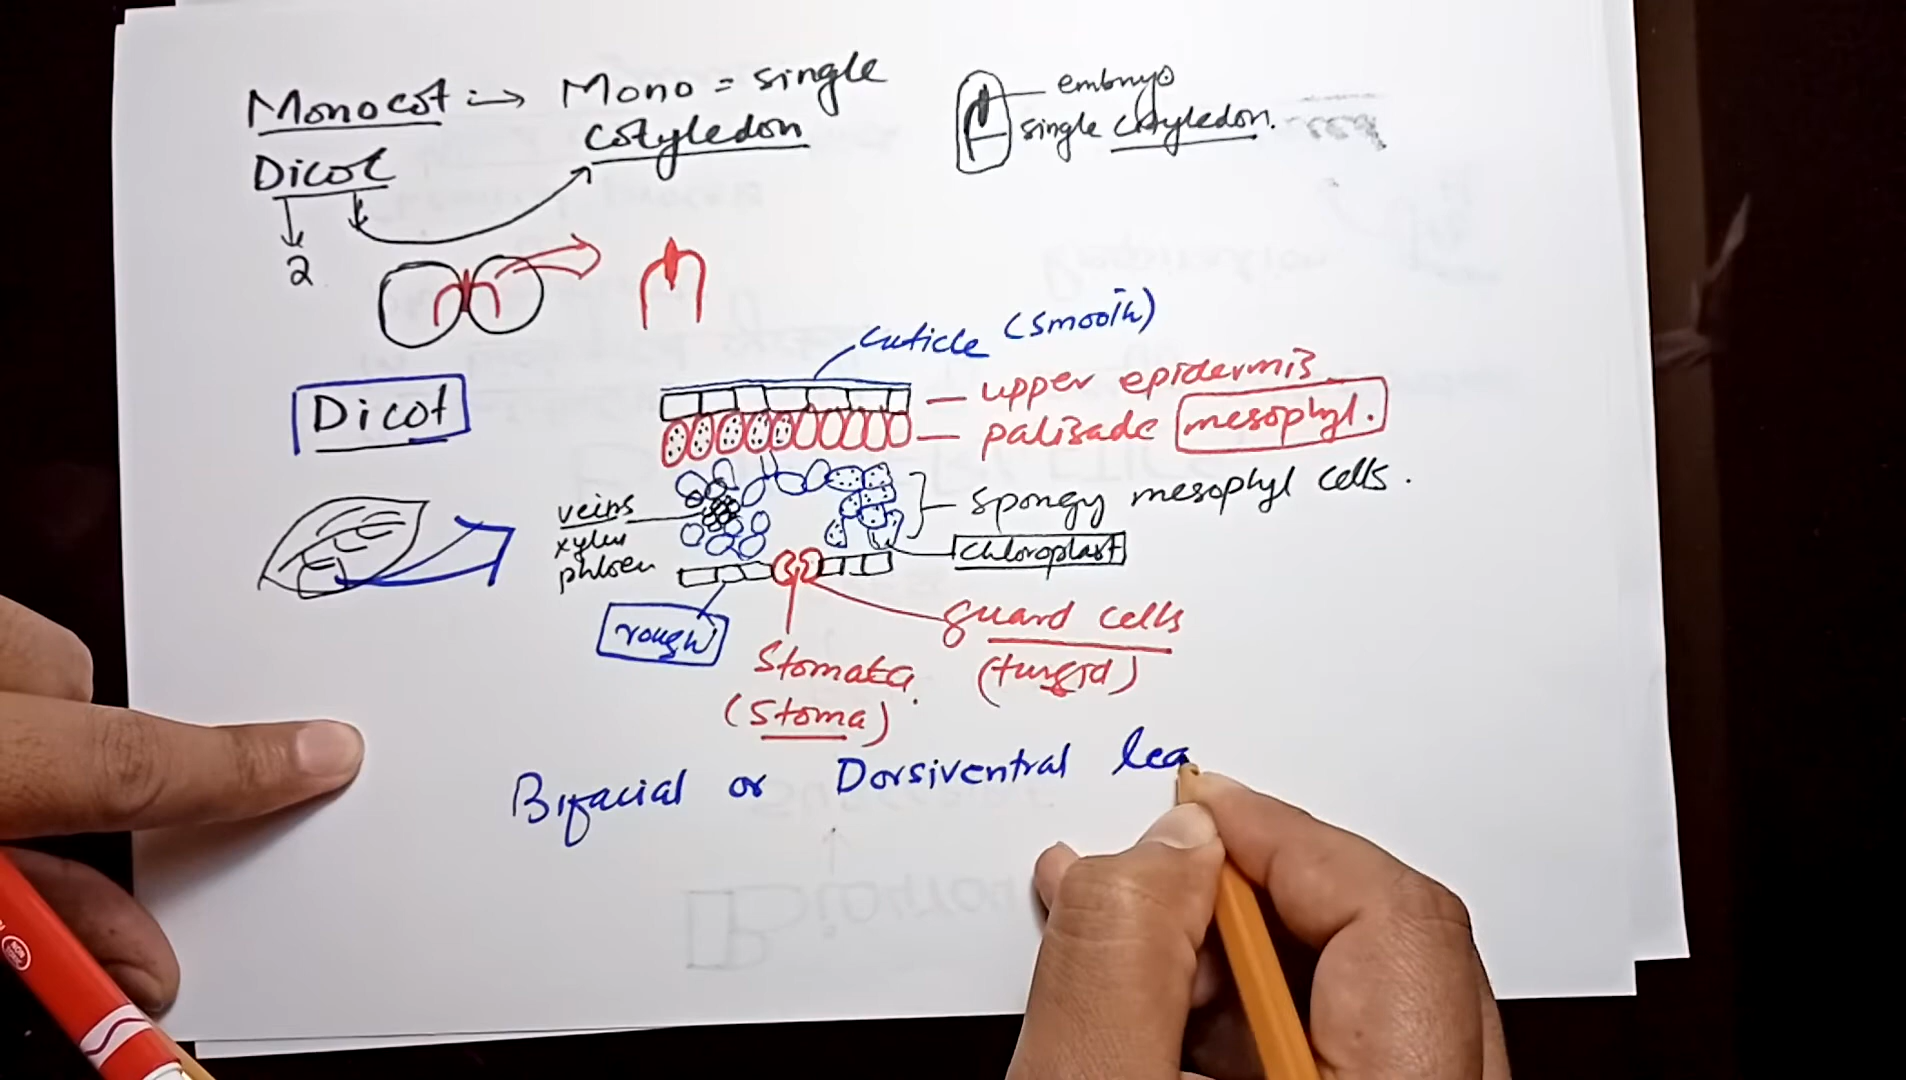 Monocot → Mono = single
cotyledon
Dicot
2
embryo
single cotyledon.
Dicot
cuticle (smooth)
upper epidermis
palisade mesophyl.
spongy mesophyl cells.
chloroplast
veins
xylem
phloem
rough
guard cells
(turgid)
Stomata
(Stoma)
Bifacial or Dorsiventral lea